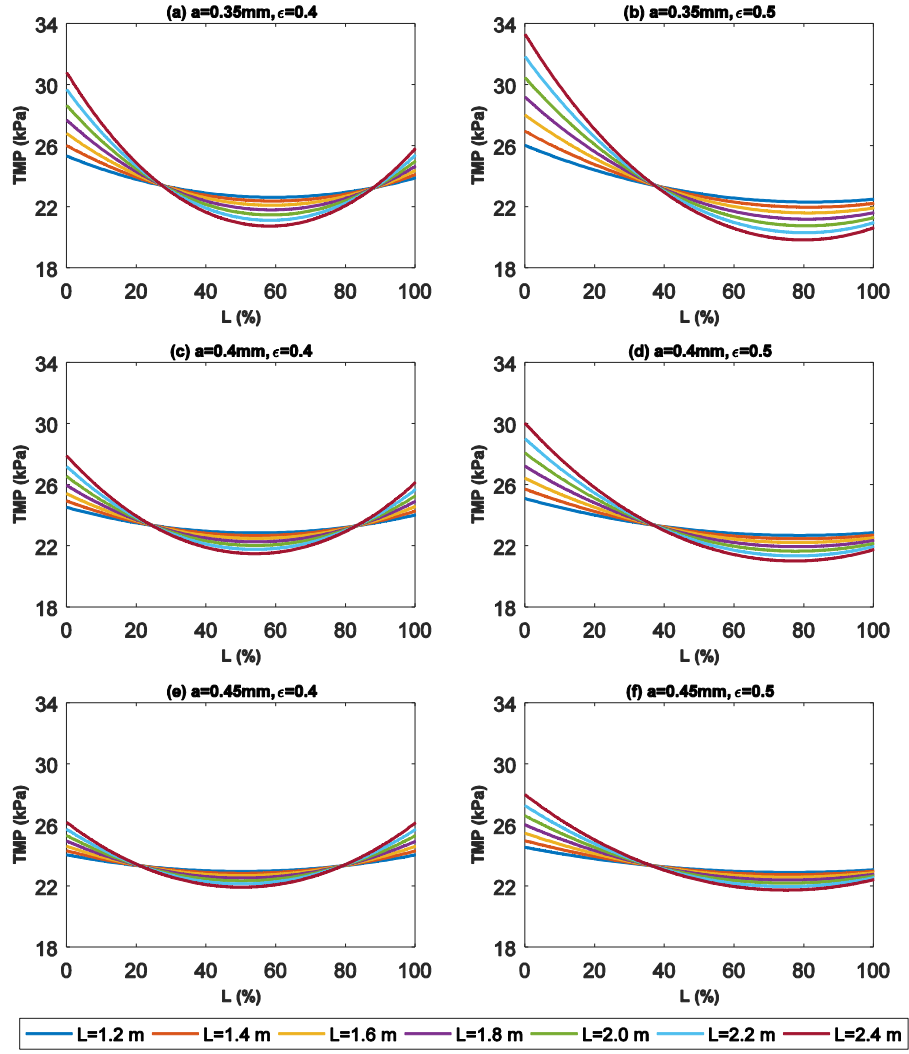 (a) a=0.35mm, ϵ=0.4
34
30
26
22
18
TMP (kPa)
0 20 40 60 80 100
L (%)
(b) a=0.35mm, ϵ=0.5
34
30
26
22
18
TMP (kPa)
0 20 40 60 80 100
L (%)
(c) a=0.4mm, ϵ=0.4
34
30
26
22
18
TMP (kPa)
0 20 40 60 80 100
L (%)
(d) a=0.4mm, ϵ=0.5
34
30
26
22
18
TMP (kPa)
0 20 40 60 80 100
L (%)
(e) a=0.45mm, ϵ=0.4
34
30
26
22
18
TMP (kPa)
0 20 40 60 80 100
L (%)
(f) a=0.45mm, ϵ=0.5
34
30
26
22
18
TMP (kPa)
0 20 40 60 80 100
L (%)
L=1.2 m L=1.4 m L=1.6 m L=1.8 m L=2.0 m L=2.2 m L=2.4 m